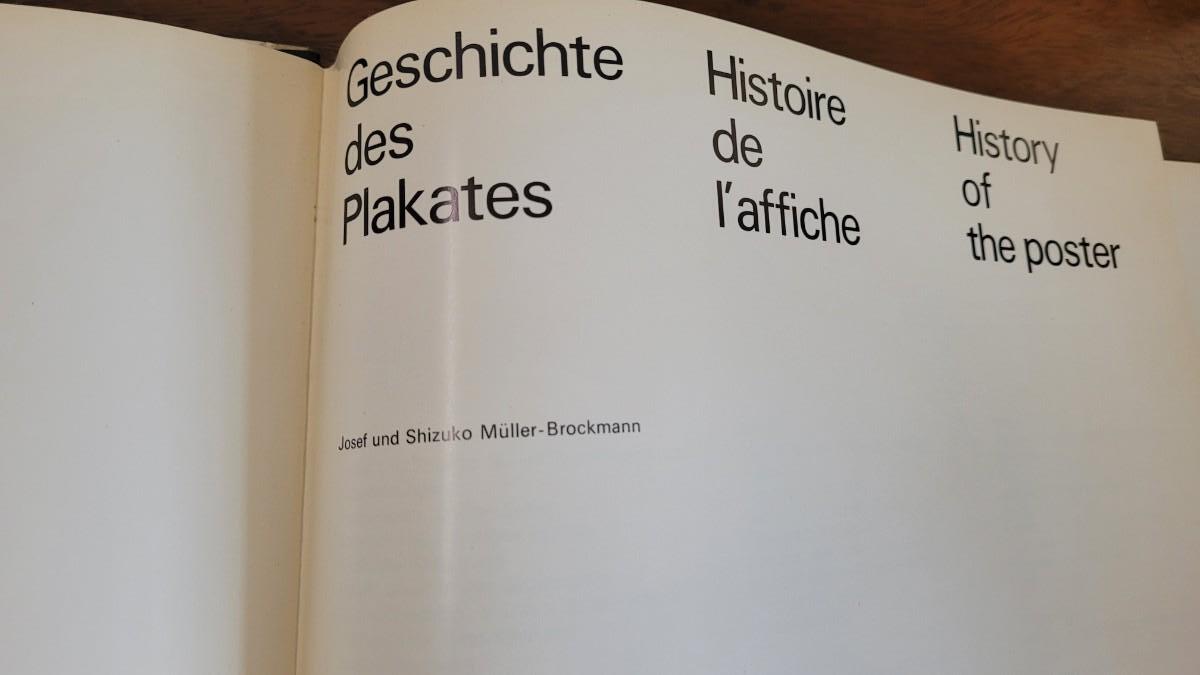 Geschichte
des
Plakates
Histoire
de
l'affiche
History
of
the poster
Josef und Shizuko Müller-Brockmann